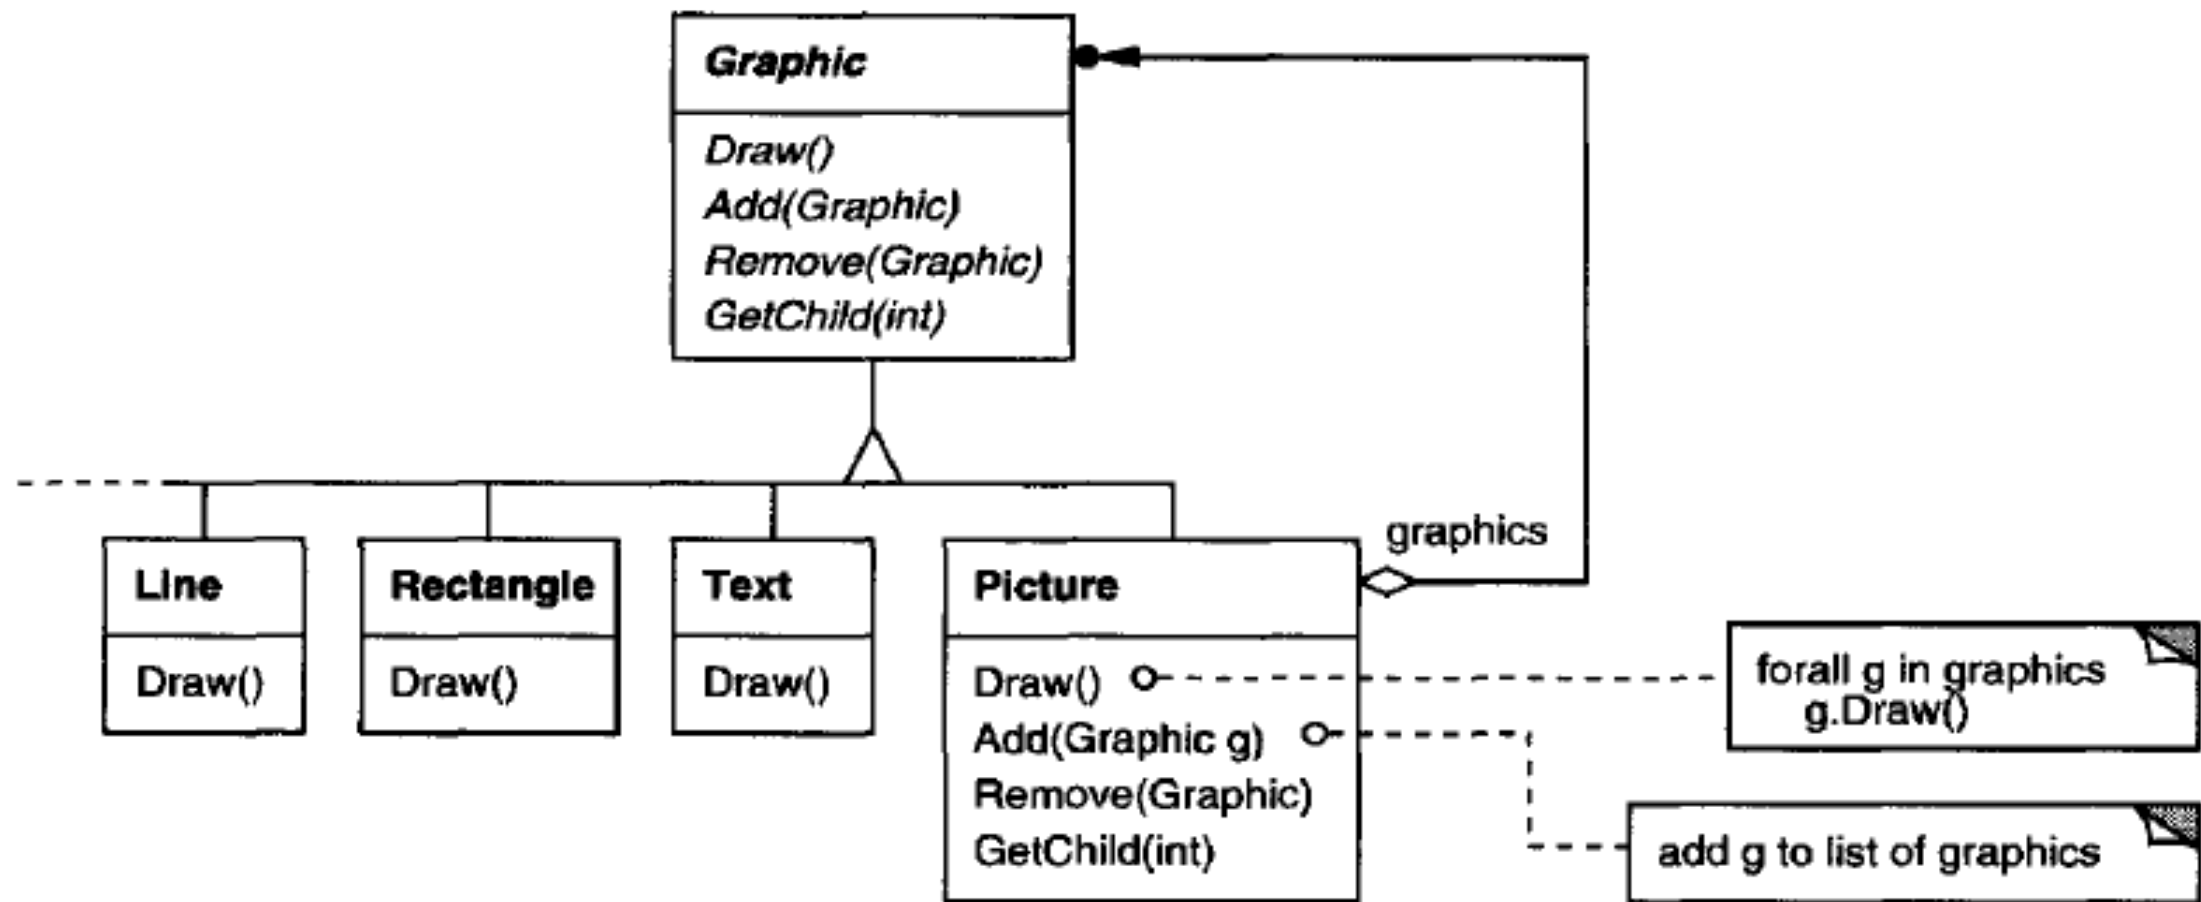 Graphic
Draw()
Add(Graphic)
Remove(Graphic)
GetChild(int)
graphics
Line
Draw()
Rectangle
Draw()
Text
Draw()
Picture
Draw()
Add(Graphic g)
Remove(Graphic)
GetChild(int)
forall g in graphics
g.Draw()
add g to list of graphics